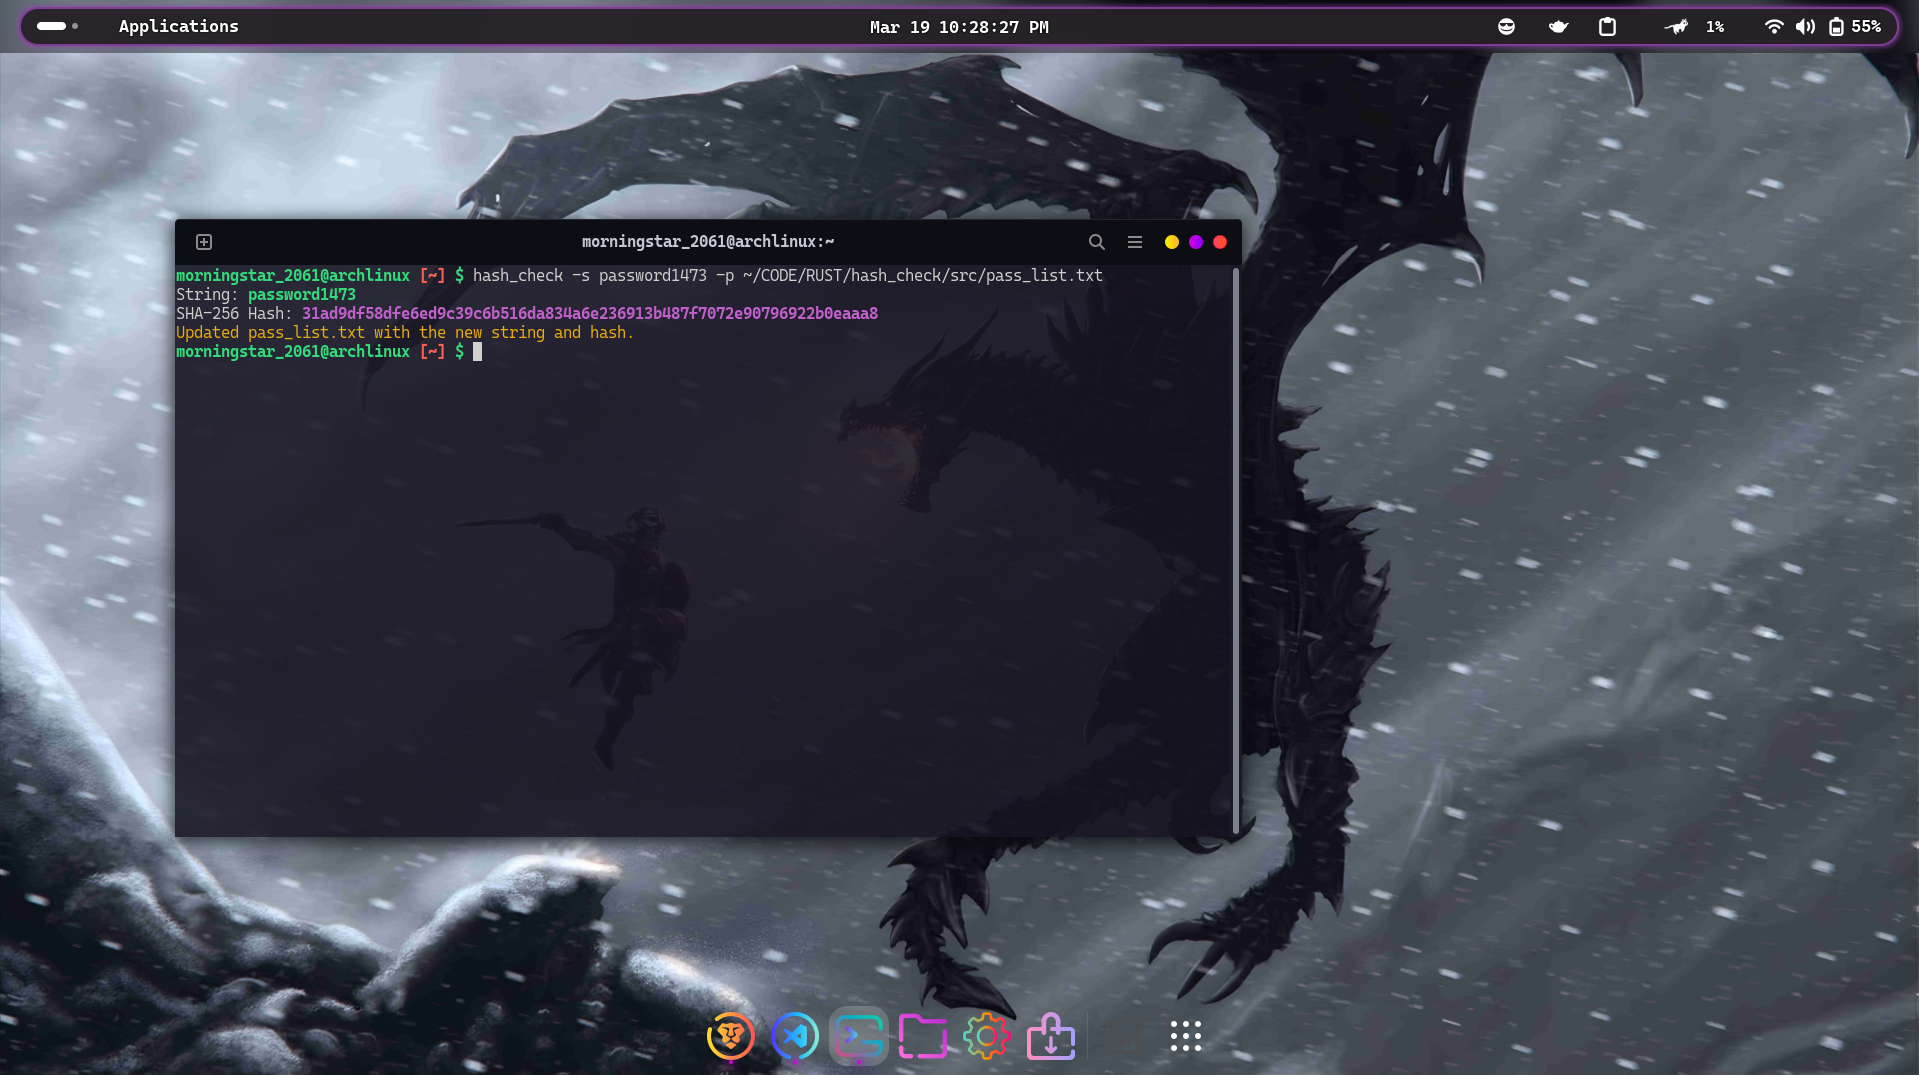 Applications
Mar 19 10:28:27 PM
1%
55%
morningstar_2061@archlinux:~
morningstar_2061@archlinux [~] $ hash_check -s password1473 -p ~/CODE/RUST/hash_check/src/pass_list.txt
String: password1473
SHA-256 Hash: 31ad9df58dfe6ed9c39c6b516da834a6e236913b487f7072e90796922b0eaaa8
Updated pass_list.txt with the new string and hash.
morningstar_2061@archlinux [~] $